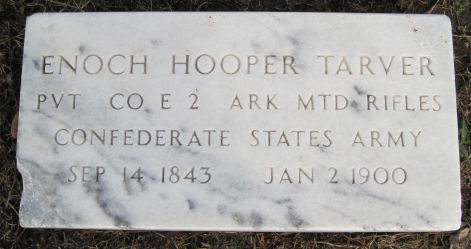 ENOCH HOOPER TARVER
PVT CO E 2 ARK MTD RIFLES
CONFEDERATE STATES ARMY
SEP 14 1843 JAN 2 1900